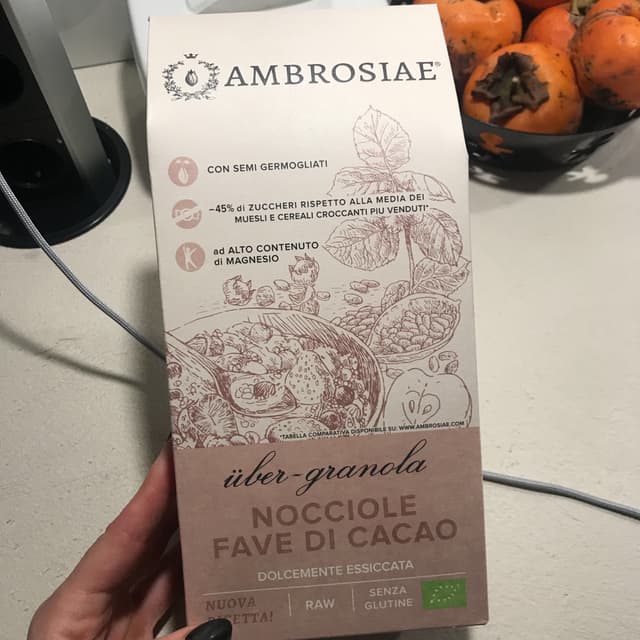 AMBROSIAE®
CON SEMI GERMOGLIATI
-45% di ZUCCHERI RISPETTO ALLA MEDIA DEI
MUESLI E CEREALI CROCCANTI PIU VENDUTI*
ad ALTO CONTENUTO
di MAGNESIO
*TABELLA COMPARATIVA DISPONIBILE SU: WWW.AMBROSIAE.COM
über-granola
NOCCIOLE
FAVE DI CACAO
DOLCEMENTE ESSICCATA
NUOVA
RICETTA!
RAW
SENZA
GLUTINE